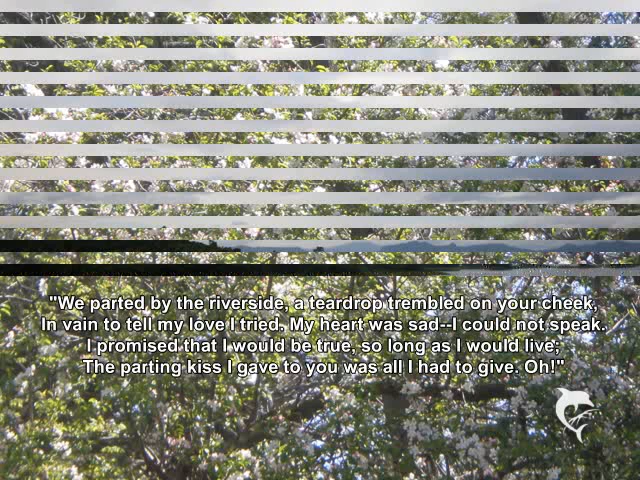 "We parted by the riverside, a teardrop trembled on your cheek,
In vain to tell my love I tried. My heart was sad--I could not speak.
I promised that I would be true, so long as I would live;
The parting kiss I gave to you was all I had to give. Oh!"